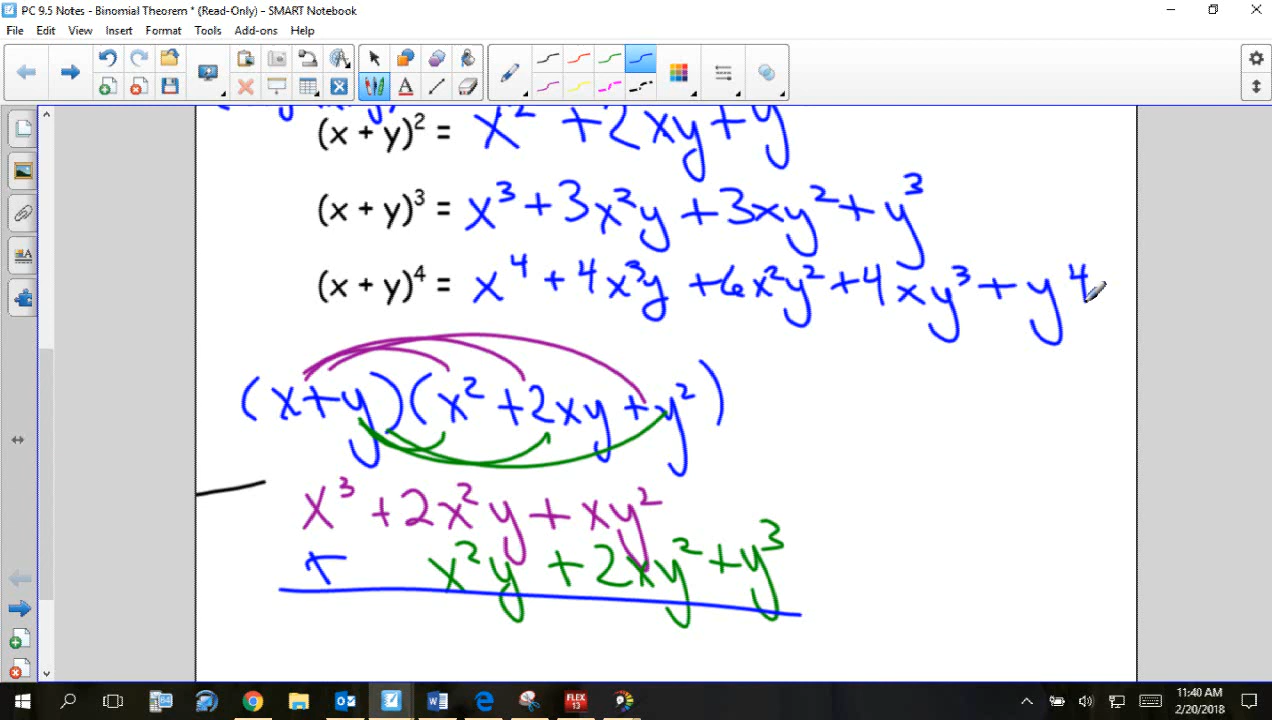 PC 9.5 Notes - Binomial Theorem * (Read-Only) - SMART Notebook
File Edit View Insert Format Tools Add-ons Help
(x + y)² = x² + 2xy + y
(x + y)³ = x³ + 3x²y + 3xy² + y³
(x + y)⁴ = x⁴ + 4x³y + 6x²y² + 4xy³ + y⁴
(x+y)(x² + 2xy + y²)
x³ + 2x²y + xy²
+ x²y + 2xy² + y³
FLEX 13
11:40 AM
2/20/2018